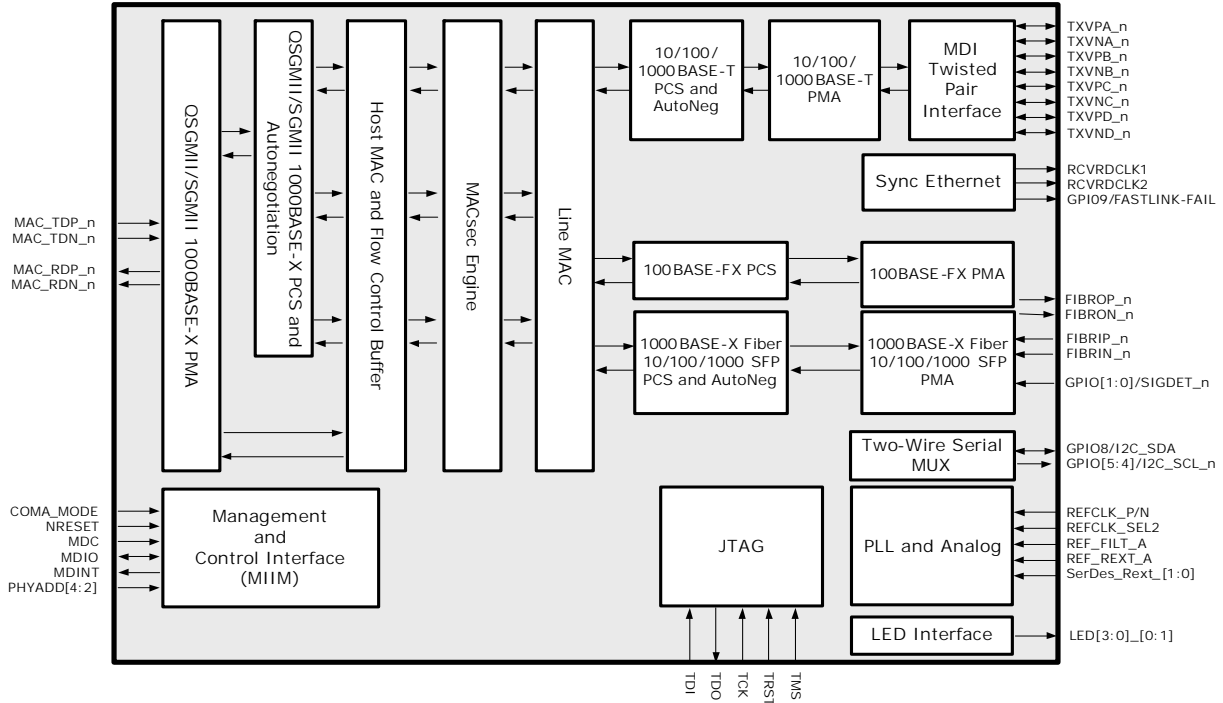 QSGMII/SGMII 1000BASE-X PMA
QSGMII/SGMII 1000BASE-X PCS and
Autonegotiation
Host MAC and Flow Control Buffer
MACsec Engine
Line MAC
10/100/
1000BASE-T
PCS and
AutoNeg
10/100/
1000BASE-T
PMA
MDI
Twisted
Pair
Interface
TXVPA_n
TXVNA_n
TXVPB_n
TXVNB_n
TXVPC_n
TXVNC_n
TXVPD_n
TXVND_n
Sync Ethernet
RCVRDCLK1
RCVRDCLK2
GPIO9/FASTLINK-FAIL
MAC_TDP_n
MAC_TDN_n
MAC_RDP_n
MAC_RDN_n
100BASE-FX PCS
100BASE-FX PMA
FIBROP_n
FIBRON_n
1000BASE-X Fiber
10/100/1000 SFP
PCS and AutoNeg
1000BASE-X Fiber
10/100/1000 SFP
PMA
FIBRIP_n
FIBRIN_n
GPIO[1:0]/SIGDET_n
Two-Wire Serial
MUX
GPIO8/I2C_SDA
GPIO[5:4]/I2C_SCL_n
COMA_MODE
NRESET
MDC
MDIO
MDINT
PHYADD[4:2]
Management
and
Control Interface
(MIIM)
JTAG
PLL and Analog
REFCLK_P/N
REFCLK_SEL2
REF_FILT_A
REF_REXT_A
SerDes_Rext_[1:0]
LED Interface
LED[3:0]_[0:1]
TDI
TDO
TCK
TRST
TMS